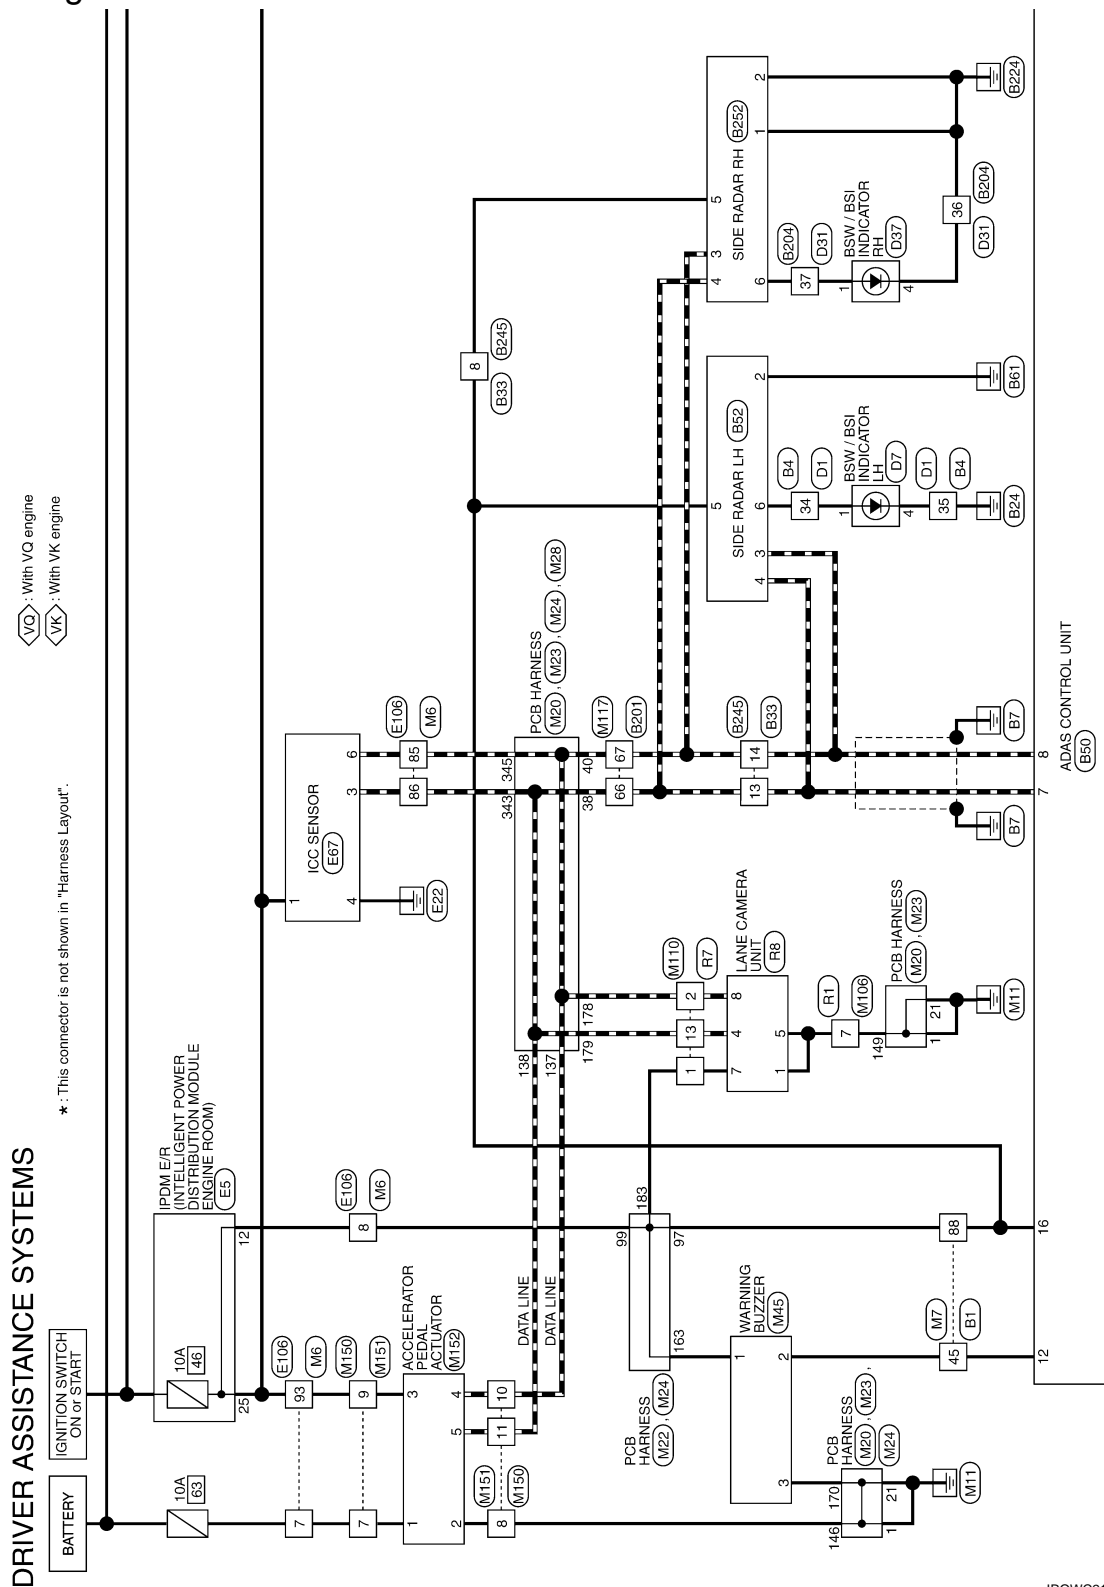 DRIVER ASSISTANCE SYSTEMS
VQ : With VQ engine
VK : With VK engine
* : This connector is not shown in "Harness Layout".
BATTERY
IGNITION SWITCH
ON or START
10A
63
10A
46
IPDM E/R
(INTELLIGENT POWER
DISTRIBUTION MODULE
ENGINE ROOM)
E5
25
12
7
93
E106
M6
7
9
M150
M151
8
E106
M6
ACCELERATOR
PEDAL
ACTUATOR
M152
1
3
2
5
4
8
11
10
M151
M150
DATA LINE
DATA LINE
ICC SENSOR
E67
1
4
3
6
E22
86
85
E106
M6
PCB HARNESS
M20 , M23 , M24 , M28
343
345
138
137
179
178
38
40
66
67
M117
B201
8
B33
B245
PCB
HARNESS
M22 , M24
99
183
163
97
1
13
2
M110
R7
LANE CAMERA
UNIT
R8
7
4
8
1
5
7
R1
M106
PCB HARNESS
M20 , M23
149
1
21
M11
WARNING
BUZZER
M45
1
3
2
PCB
HARNESS
M20 , M23 ,
M24
146
170
1
21
M11
45
88
M7
B1
13
14
B245
B33
B7
B7
SIDE RADAR LH
B52
5
4
3
6
2
34
B4
D1
BSW / BSI
INDICATOR
LH
D7
1
4
35
D1
B4
B24
B61
SIDE RADAR RH
B252
4
3
5
6
1
2
37
B204
D31
BSW / BSI
INDICATOR
RH
D37
1
4
36
D31
B204
B224
12
16
7
8
ADAS CONTROL UNIT
B50